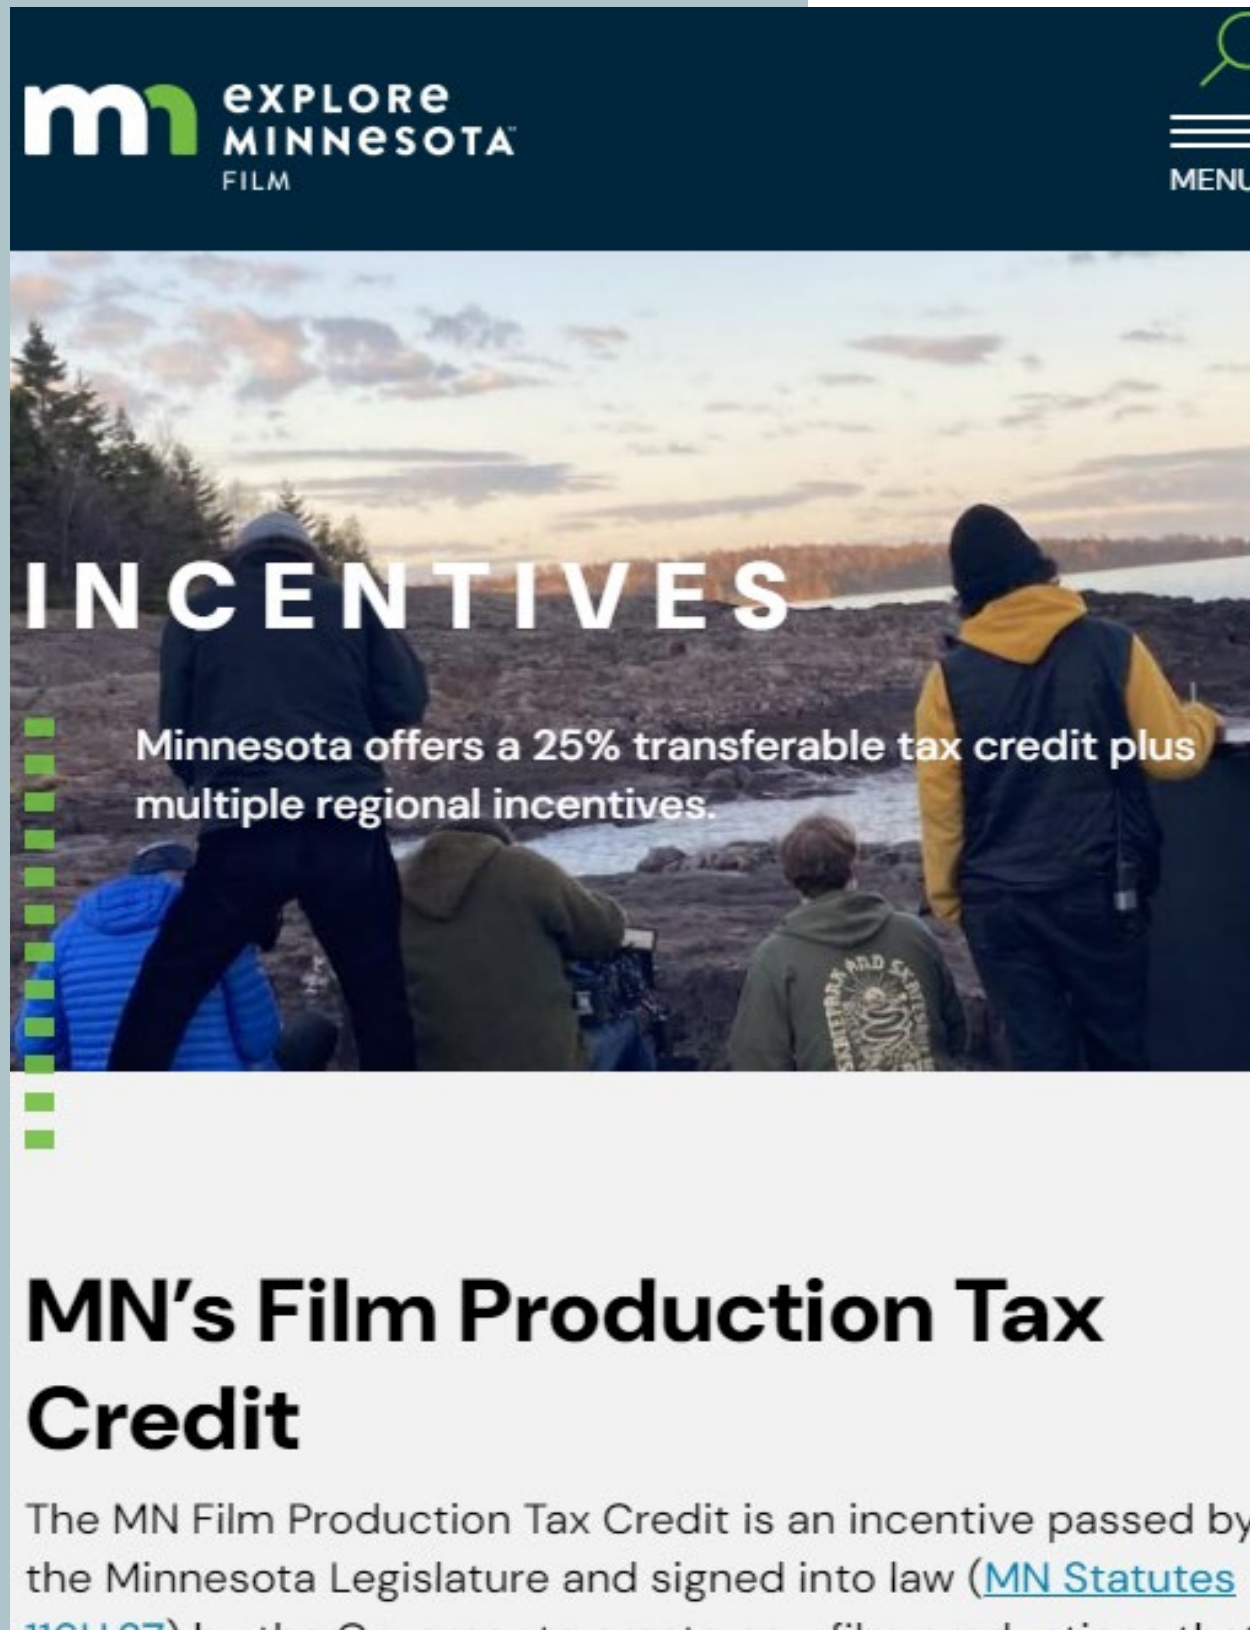 mn
eXPLORe
MINNeSOTA
FILM
MENU
INCENTIVES
Minnesota offers a 25% transferable tax credit plus
multiple regional incentives.
AND
MN's Film Production Tax
Credit
The MN Film Production Tax Credit is an incentive passed by
the Minnesota Legislature and signed into law (MN Statutes